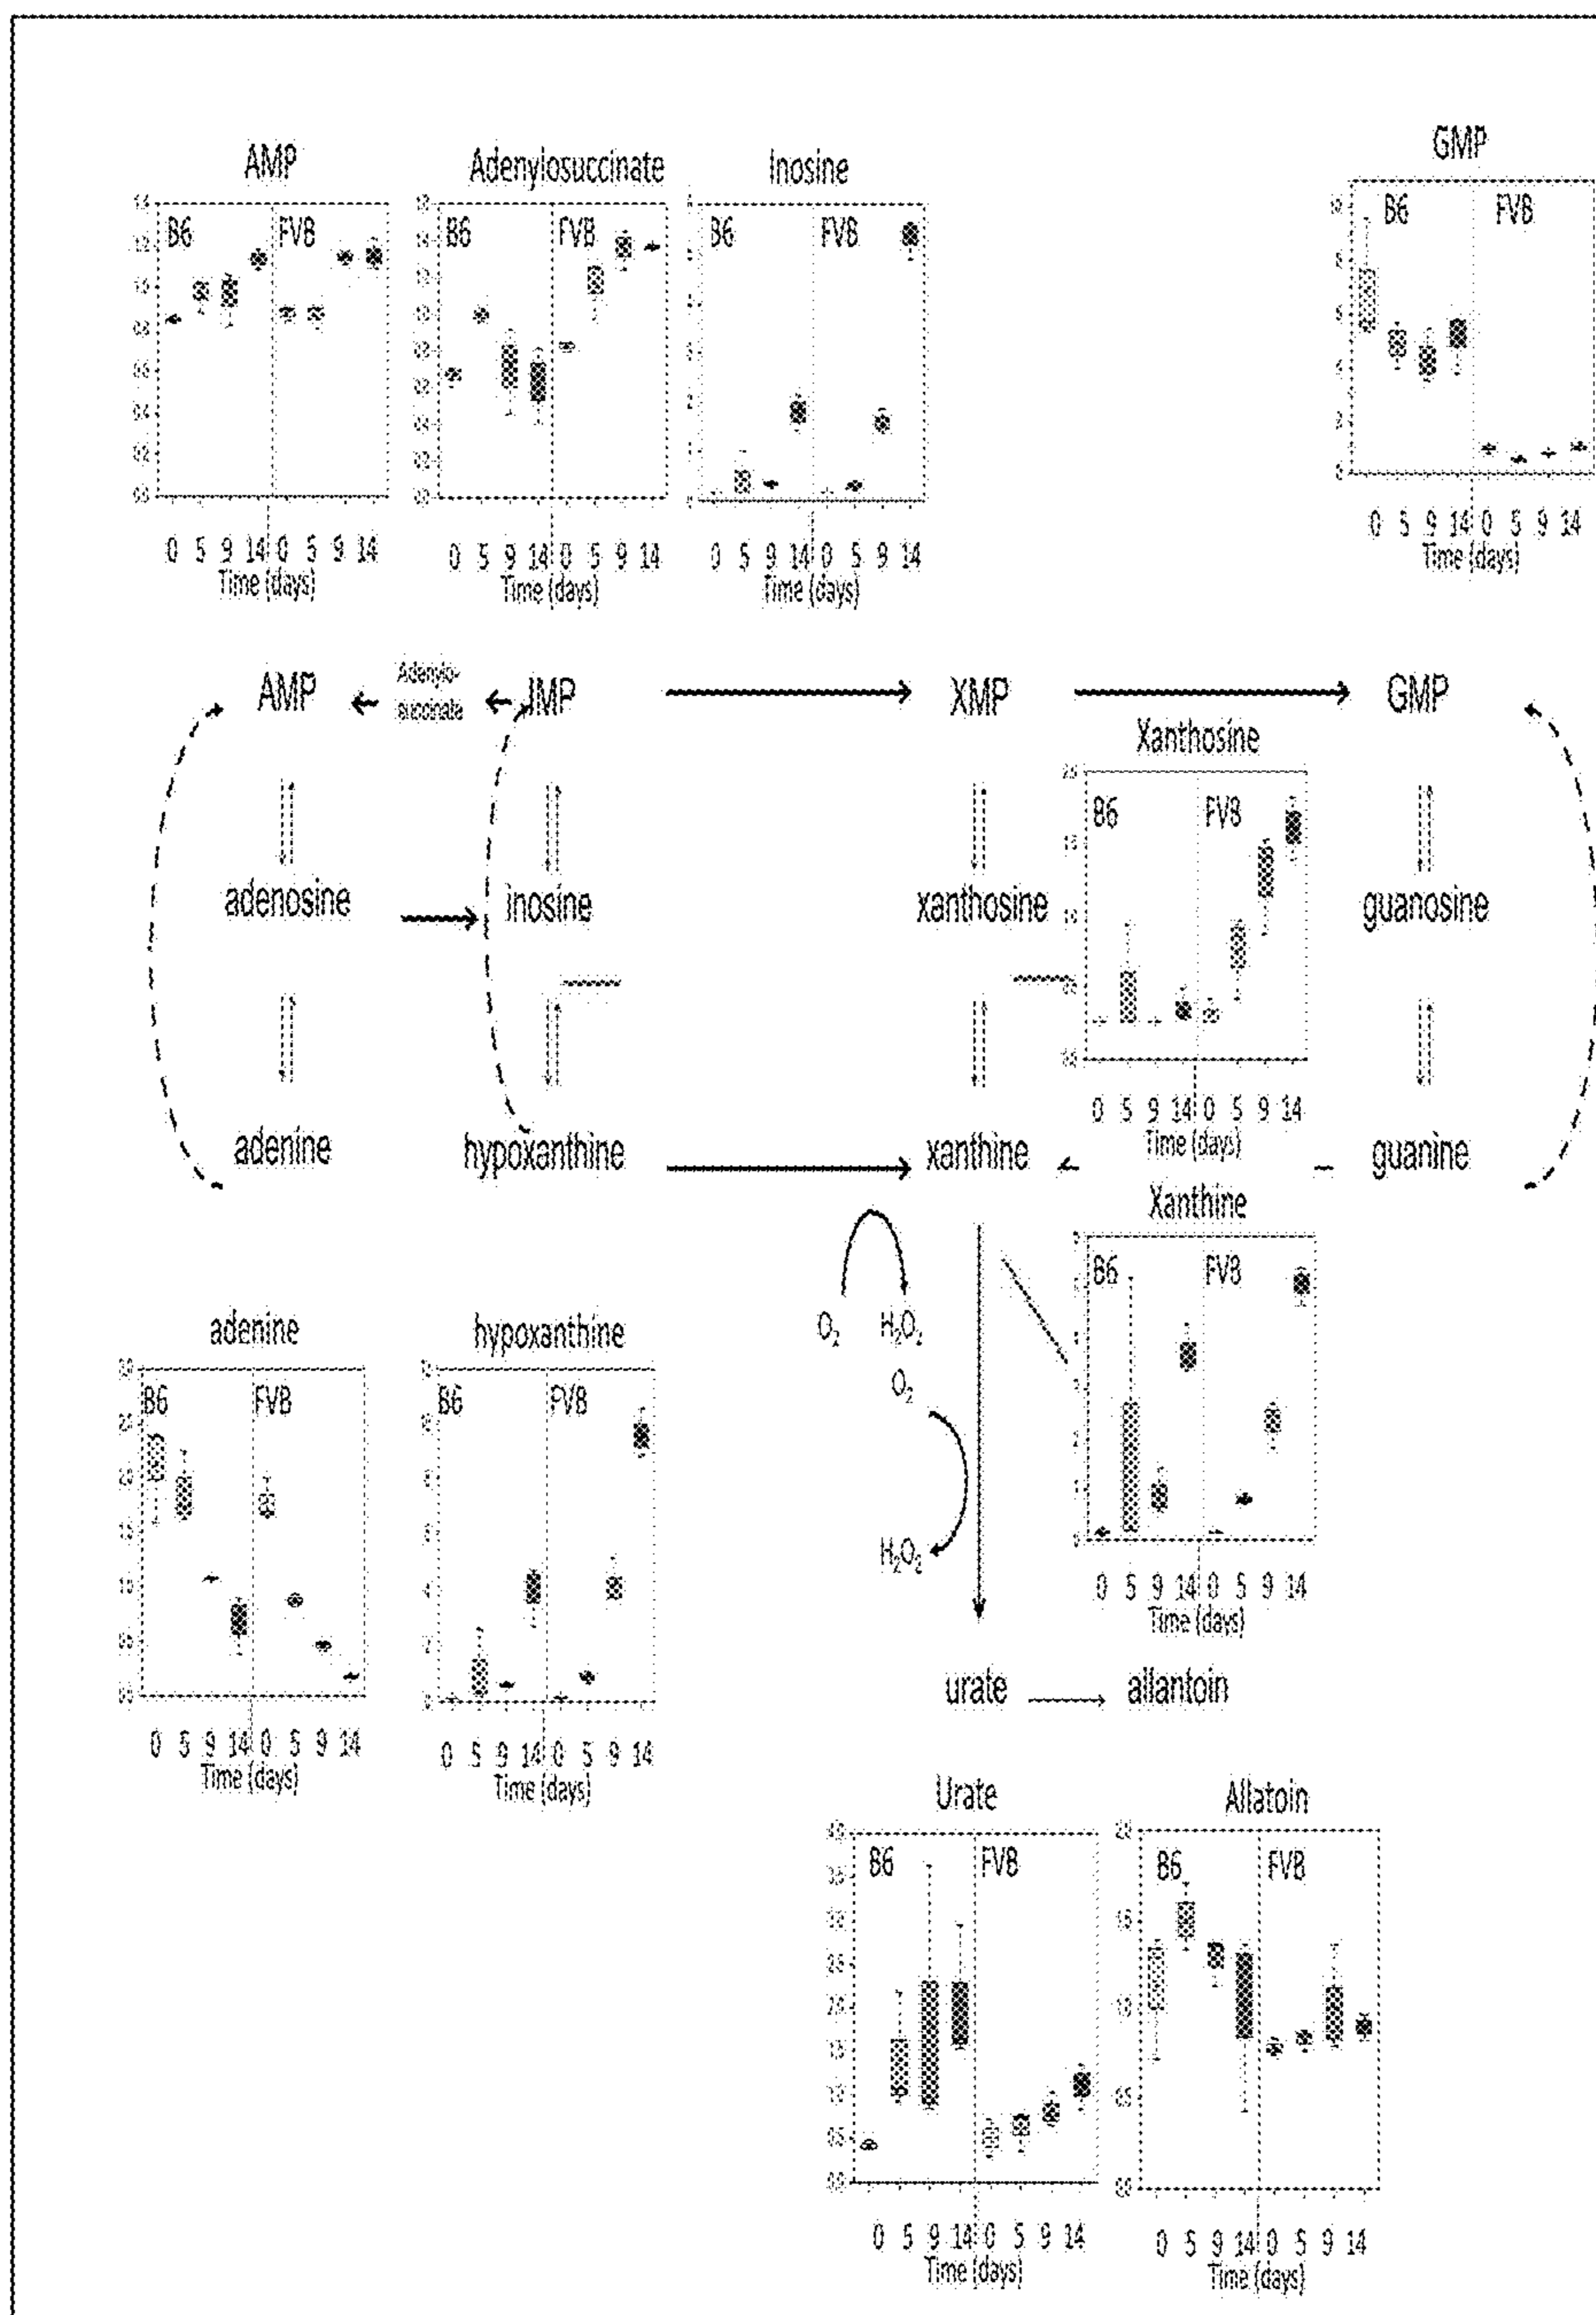 AMP
Adenylosuccinate
Inosine
GMP
B6 FVB
B6 FVB
B6 FVB
B6 FVB
0 5 9 14 0 5 9 14
Time (days)
0 5 9 14 0 5 9 14
Time (days)
0 5 9 14 0 5 9 14
Time (days)
0 5 9 14 0 5 9 14
Time (days)
AMP
Adenylo-
succinate
IMP
XMP
GMP
Xanthosine
B6 FVB
adenosine
inosine
xanthosine
guanosine
0 5 9 14 0 5 9 14
Time (days)
adenine
hypoxanthine
xanthine
guanine
Xanthine
B6 FVB
O2 H2O2
O2
H2O2
0 5 9 14 0 5 9 14
Time (days)
adenine
hypoxanthine
B6 FVB
B6 FVB
0 5 9 14 0 5 9 14
Time (days)
0 5 9 14 0 5 9 14
Time (days)
urate
allantoin
Urate
Allatoin
B6 FVB
B6 FVB
0 5 9 14 0 5 9 14
Time (days)
0 5 9 14 0 5 9 14
Time (days)